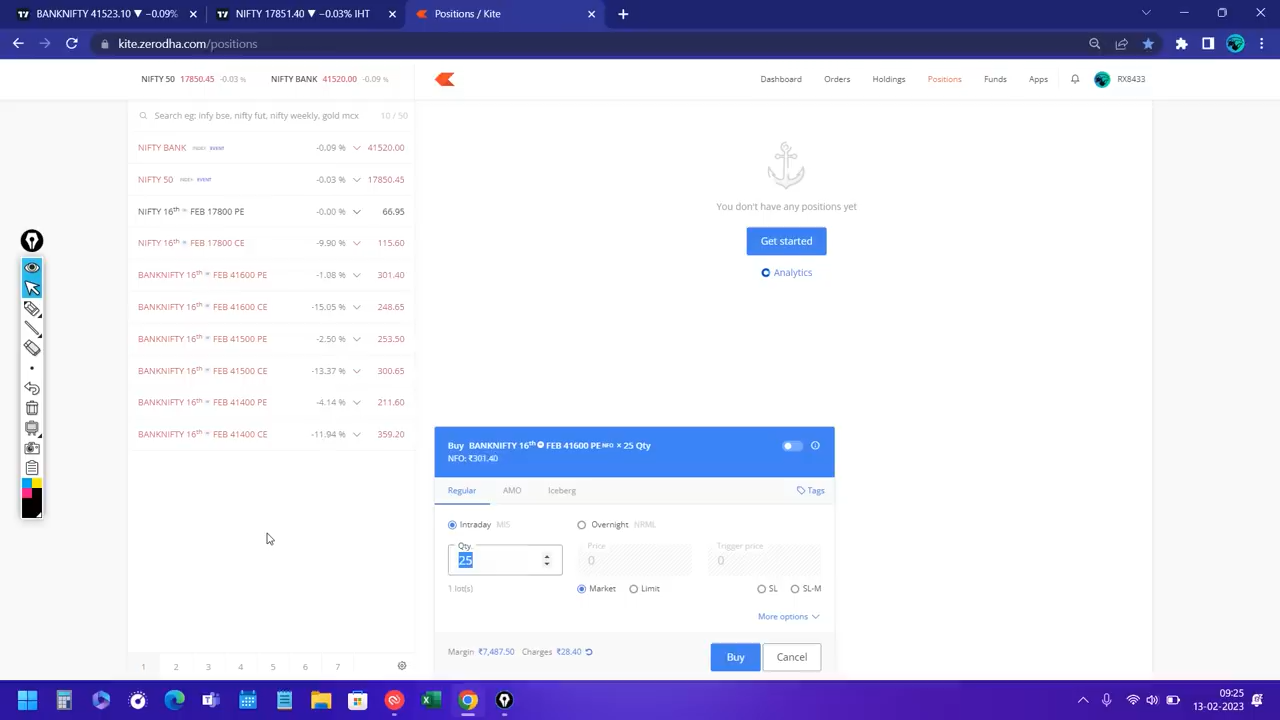 BANKNIFTY 41523.10 ▼ −0.09%
NIFTY 17851.40 ▼ −0.03% IHT
Positions / Kite
kite.zerodha.com/positions
NIFTY 50 17850.45 -0.03 %
NIFTY BANK 41520.00 -0.09 %
Dashboard
Orders
Holdings
Positions
Funds
Apps
RX8433
Search eg: infy bse, nifty fut, nifty weekly, gold mcx
10 / 50
NIFTY BANK INDEX EVENT -0.09 % 41520.00
NIFTY 50 INDEX EVENT -0.03 % 17850.45
NIFTY 16th W FEB 17800 PE -0.00 % 66.95
NIFTY 16th W FEB 17800 CE -9.90 % 115.60
BANKNIFTY 16th W FEB 41600 PE -1.08 % 301.40
BANKNIFTY 16th W FEB 41600 CE -15.05 % 248.65
BANKNIFTY 16th W FEB 41500 PE -2.50 % 253.50
BANKNIFTY 16th W FEB 41500 CE -13.37 % 300.65
BANKNIFTY 16th W FEB 41400 PE -4.14 % 211.60
BANKNIFTY 16th W FEB 41400 CE -11.94 % 359.20
You don't have any positions yet
Get started
Analytics
Buy BANKNIFTY 16th W FEB 41600 PE NFO × 25 Qty
NFO: ₹301.40
Regular
AMO
Iceberg
Tags
Intraday MIS
Overnight NRML
Qty.
25
Price
0
Trigger price
0
1 lot(s)
Market
Limit
SL
SL-M
More options
Margin ₹7,487.50 Charges ₹28.40
Buy
Cancel
1 2 3 4 5 6 7
09:25
13-02-2023